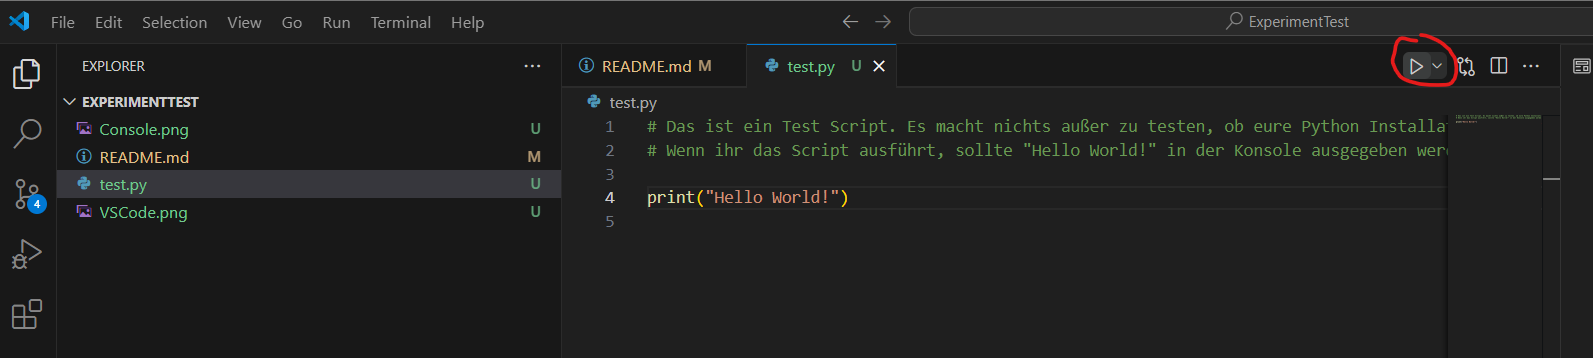 File Edit Selection View Go Run Terminal Help
ExperimentTest
EXPLORER
README.md M
test.py U
EXPERIMENTTEST
Console.png U
README.md M
test.py U
VSCode.png U
4
test.py
1 # Das ist ein Test Script. Es macht nichts außer zu testen, ob eure Python Installa
2 # Wenn ihr das Script ausführt, sollte "Hello World!" in der Konsole ausgegeben wer
3
4 print("Hello World!")
5